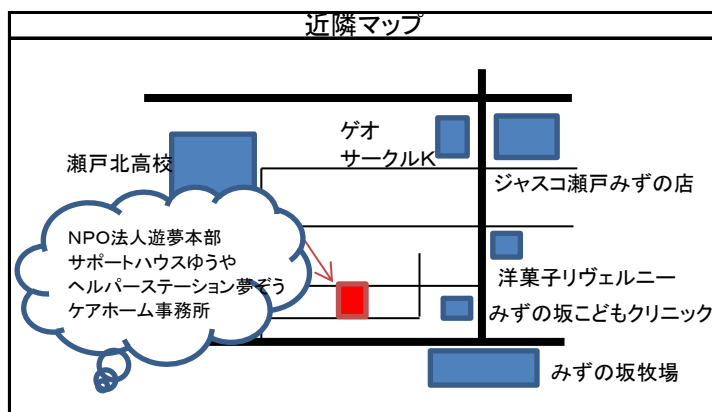 近隣マップ
ゲオ
サークルK
瀬戸北高校
ジャスコ瀬戸みずの店
NPO法人遊夢本部
サポートハウスゆうや
ヘルパーステーション夢ぞう
ケアホーム事務所
洋菓子リヴェルニー
みずの坂こどもクリニック
みずの坂牧場